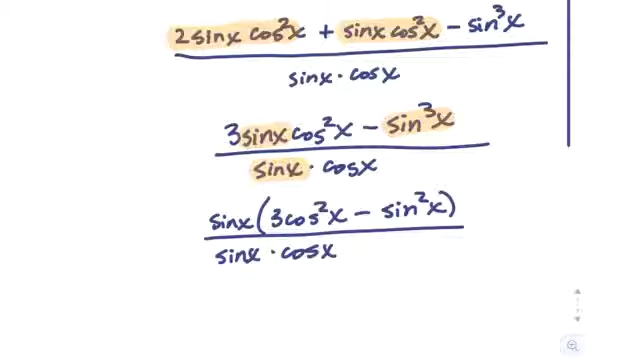 2sinx cos²x + sinx cos²x - sin³x
sinx · cosx
3sinx cos²x - sin³x
sinx · cosx
sinx(3cos²x - sin²x)
sinx · cosx